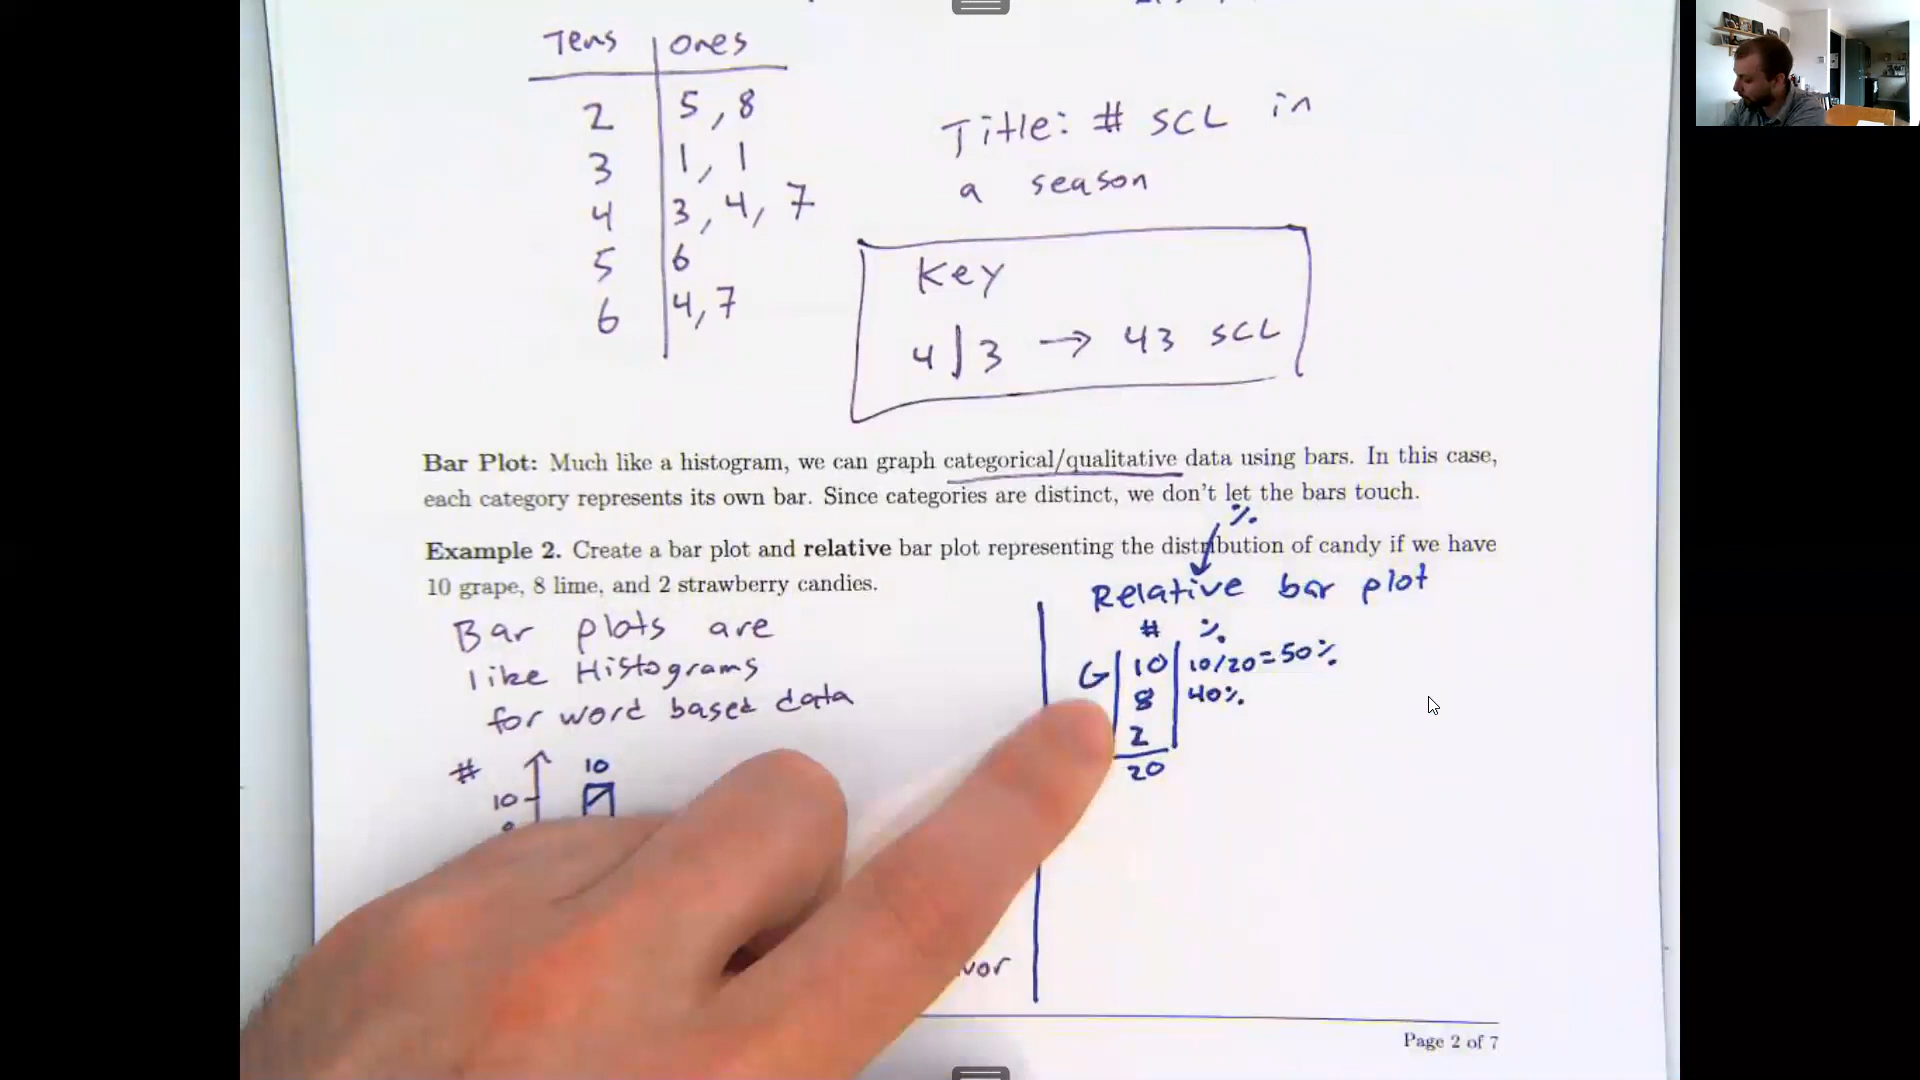 Tens | ones
2 | 5, 8
3 | 1, 1
4 | 3, 4, 7
5 | 6
6 | 4, 7
Title: # SCL in
a season
Key
4 | 3 → 43 SCL
Bar Plot: Much like a histogram, we can graph categorical/qualitative data using bars. In this case,
each category represents its own bar. Since categories are distinct, we don't let the bars touch.
%
Example 2. Create a bar plot and relative bar plot representing the distribution of candy if we have
10 grape, 8 lime, and 2 strawberry candies.
Bar plots are
like Histograms
for word based data
# 10
10
Relative bar plot
# %
G | 10 | 10/20=50%
8 | 40%
2
20
Page 2 of 7